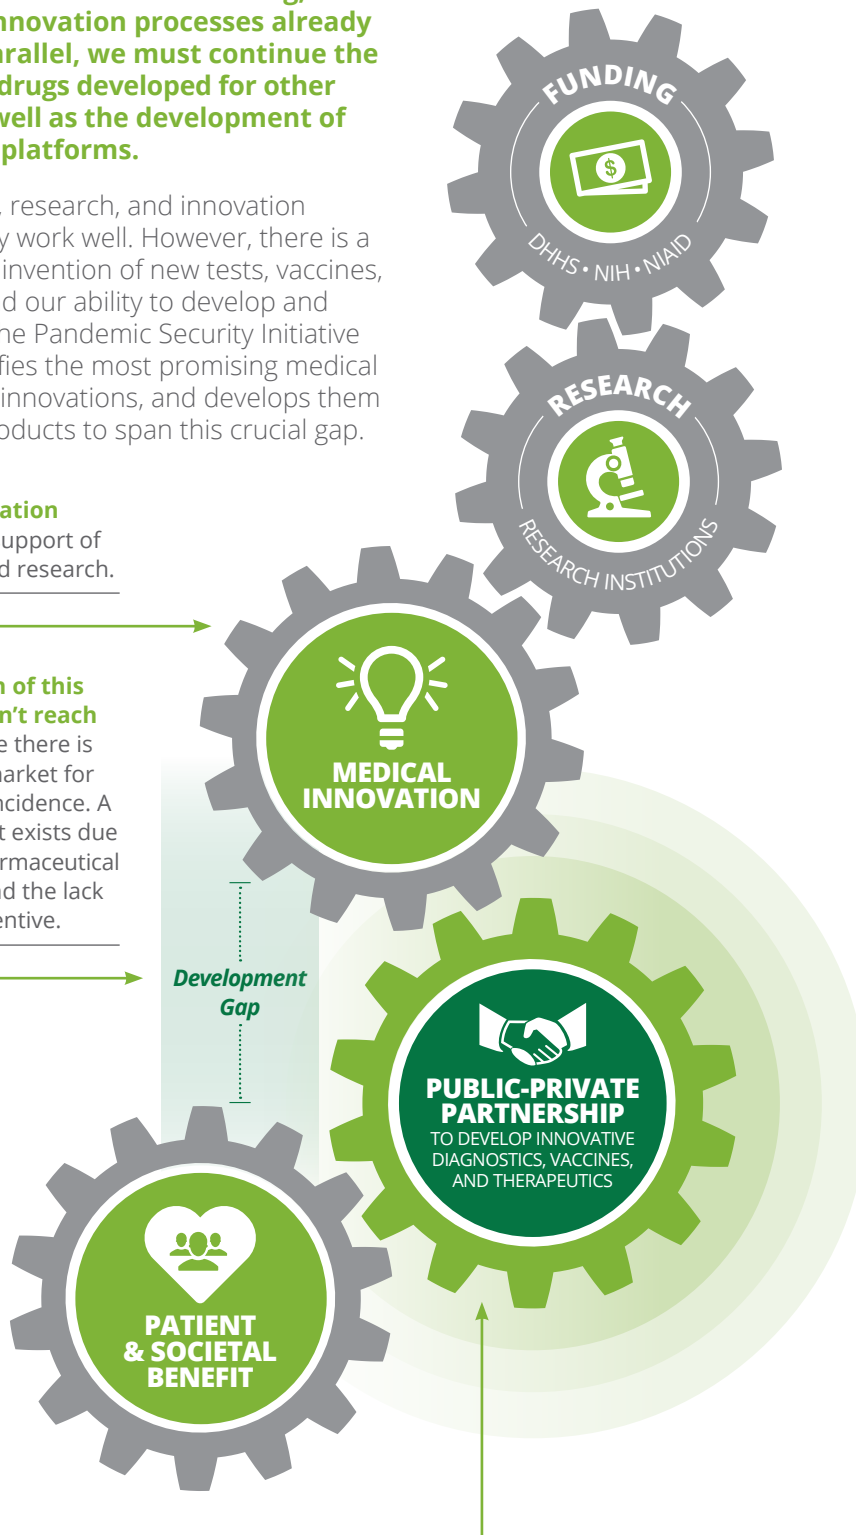 nnovation processes already
rallel, we must continue the
drugs developed for other
well as the development of
platforms.
, research, and innovation
y work well. However, there is a
invention of new tests, vaccines,
d our ability to develop and
he Pandemic Security Initiative
fies the most promising medical
innovations, and develops them
oducts to span this crucial gap.
FUNDING
DHHS • NIH • NIAID
RESEARCH
RESEARCH INSTITUTIONS
ation
upport of
d research.
n of this
n’t reach
e there is
narket for
ncidence. A
t exists due
rmaceutical
nd the lack
entive.
MEDICAL
INNOVATION
Development
Gap
PUBLIC-PRIVATE
PARTNERSHIP
TO DEVELOP INNOVATIVE
DIAGNOSTICS, VACCINES,
AND THERAPEUTICS
PATIENT
& SOCIETAL
BENEFIT